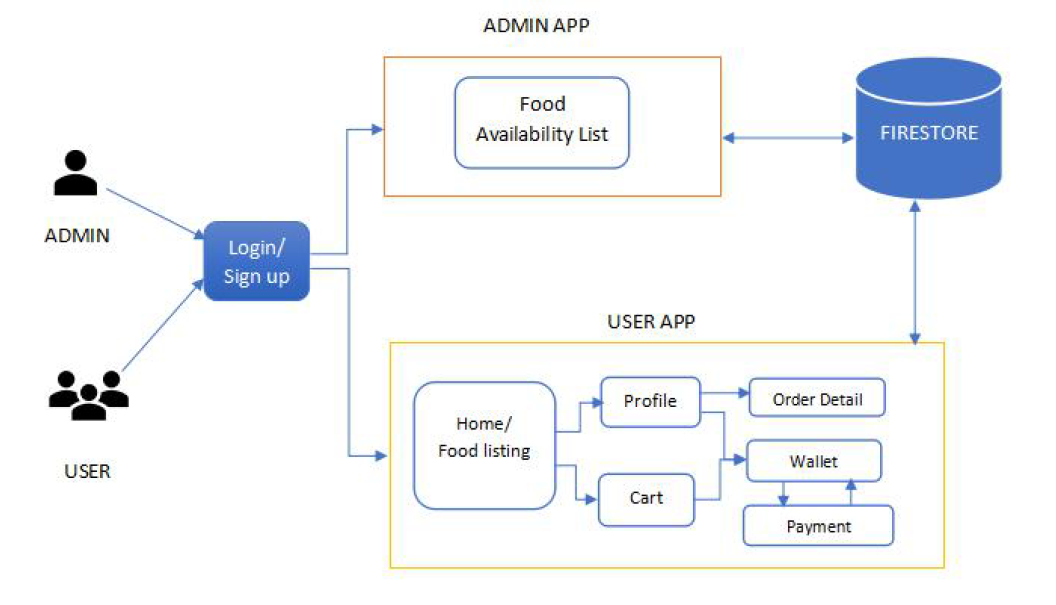 ADMIN APP
Food
Availability List
FIRESTORE
ADMIN
Login/
Sign up
USER APP
Home/
Food listing
Profile
Order Detail
Wallet
Cart
Payment
USER